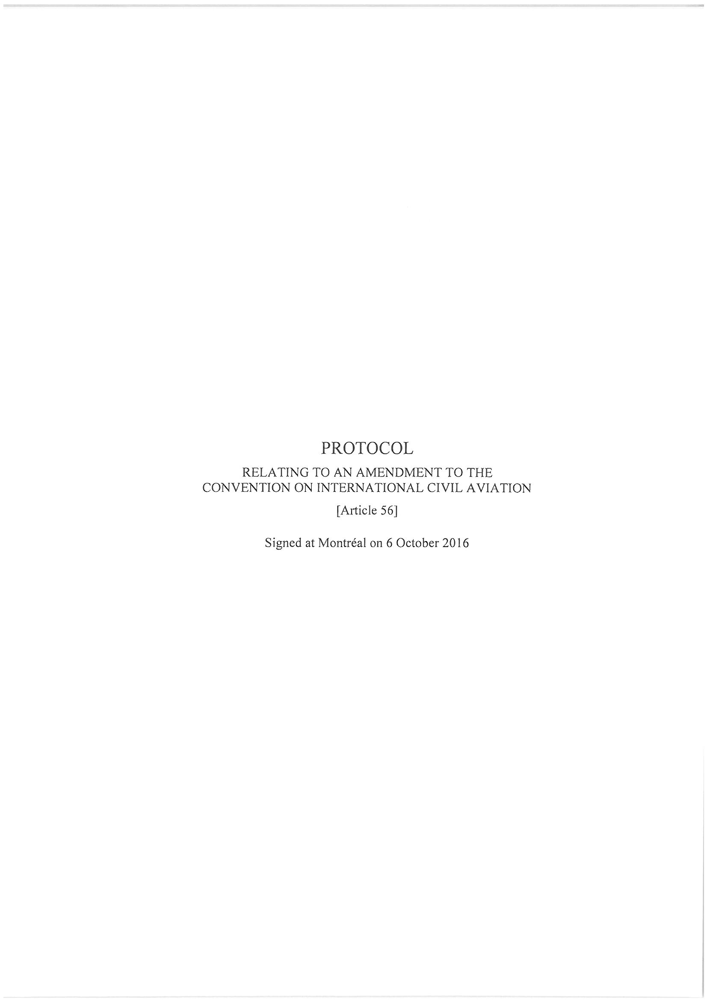 PROTOCOL
RELATING TO AN AMENDMENT TO THE
CONVENTION ON INTERNATIONAL CIVIL AVIATION
[Article 56]
Signed at Montréal on 6 October 2016